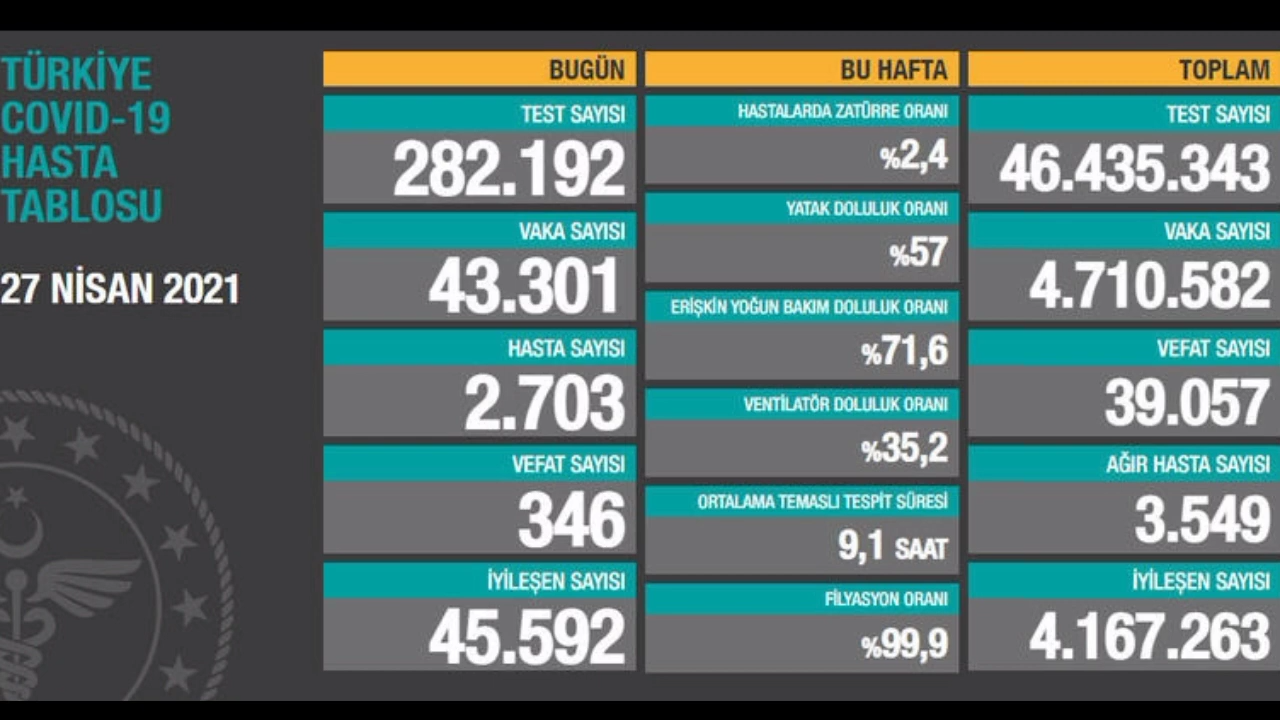 TÜRKİYE
COVID-19
HASTA
TABLOSU
27 NİSAN 2021
BUGÜN
TEST SAYISI
282.192
VAKA SAYISI
43.301
HASTA SAYISI
2.703
VEFAT SAYISI
346
İYİLEŞEN SAYISI
45.592
BU HAFTA
HASTALARDA ZATÜRRE ORANI
%2,4
YATAK DOLULUK ORANI
%57
ERİŞKİN YOĞUN BAKIM DOLULUK ORANI
%71,6
VENTİLATÖR DOLULUK ORANI
%35,2
ORTALAMA TEMASLI TESPİT SÜRESİ
9,1 SAAT
FİLYASYON ORANI
%99,9
TOPLAM
TEST SAYISI
46.435.343
VAKA SAYISI
4.710.582
VEFAT SAYISI
39.057
AĞIR HASTA SAYISI
3.549
İYİLEŞEN SAYISI
4.167.263